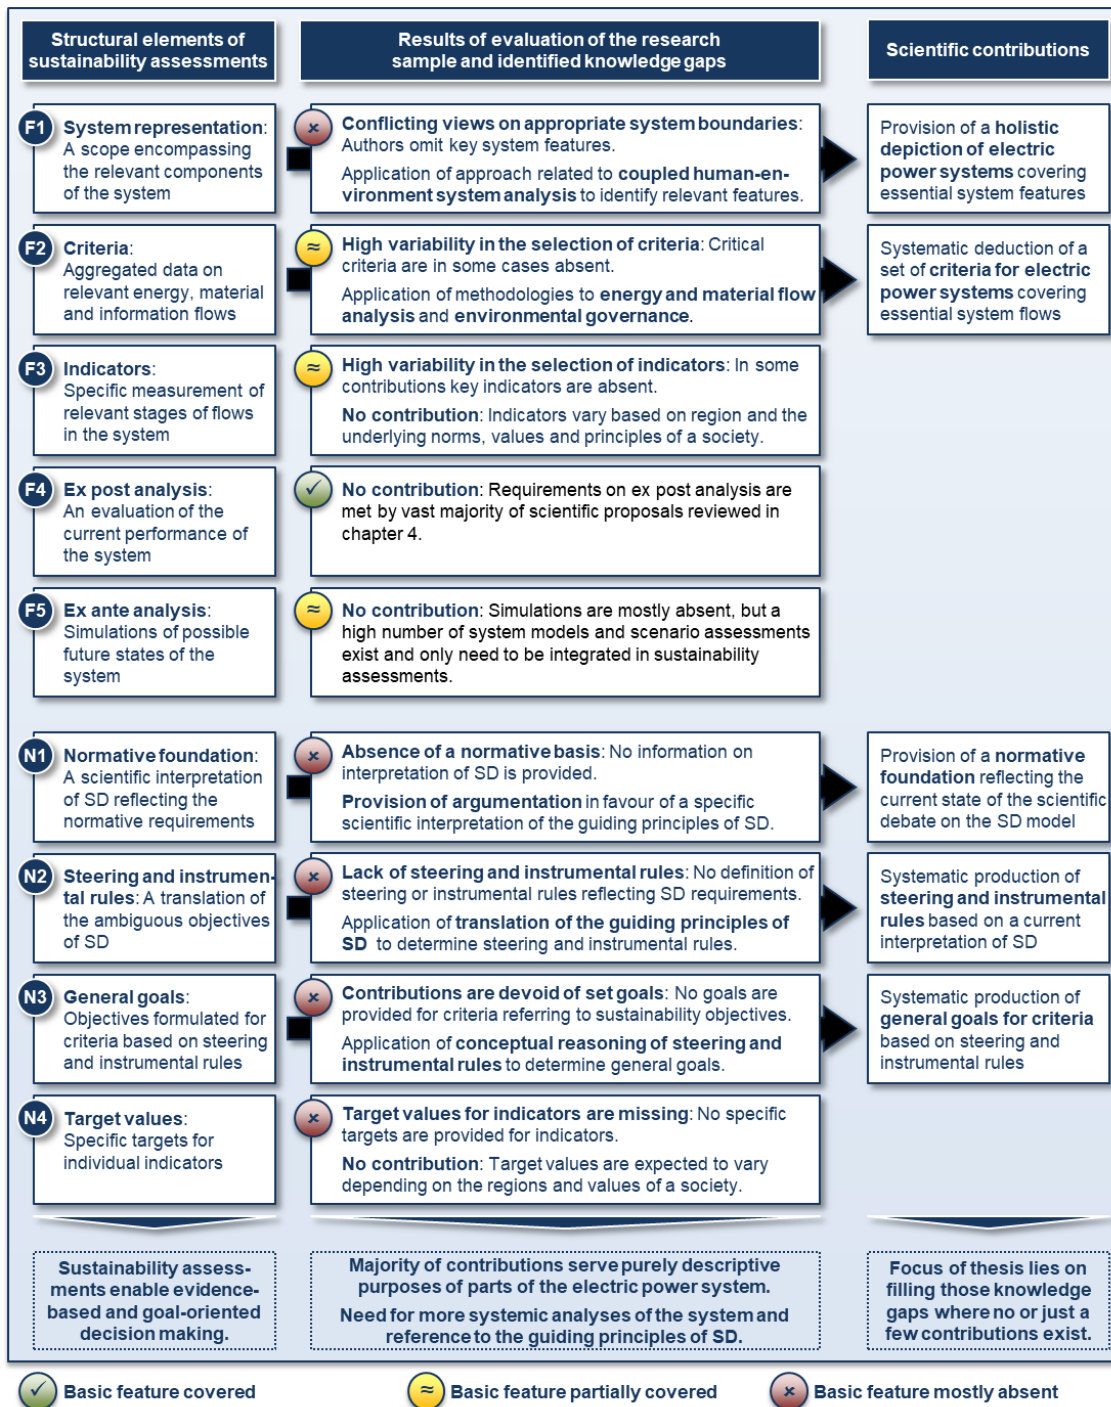 Structural elements of
sustainability assessments
Results of evaluation of the research
sample and identified knowledge gaps
Scientific contributions
F1
System representation:
A scope encompassing
the relevant components
of the system
Conflicting views on appropriate system boundaries:
Authors omit key system features.
Application of approach related to coupled human-en-
vironment system analysis to identify relevant features.
Provision of a holistic
depiction of electric
power systems covering
essential system features
F2
Criteria:
Aggregated data on
relevant energy, material
and information flows
≈
High variability in the selection of criteria: Critical
criteria are in some cases absent.
Application of methodologies to energy and material flow
analysis and environmental governance.
Systematic deduction of a
set of criteria for electric
power systems covering
essential system flows
F3
Indicators:
Specific measurement of
relevant stages of flows
in the system
≈
High variability in the selection of indicators: In some
contributions key indicators are absent.
No contribution: Indicators vary based on region and the
underlying norms, values and principles of a society.
F4
Ex post analysis:
An evaluation of the
current performance of
the system
No contribution: Requirements on ex post analysis are
met by vast majority of scientific proposals reviewed in
chapter 4.
F5
Ex ante analysis:
Simulations of possible
future states of the
system
≈
No contribution: Simulations are mostly absent, but a
high number of system models and scenario assessments
exist and only need to be integrated in sustainability
assessments.
N1
Normative foundation:
A scientific interpretation
of SD reflecting the
normative requirements
Absence of a normative basis: No information on
interpretation of SD is provided.
Provision of argumentation in favour of a specific
scientific interpretation of the guiding principles of SD.
Provision of a normative
foundation reflecting the
current state of the scientific
debate on the SD model
N2
Steering and instrumen-
tal rules: A translation of
the ambiguous objectives
of SD
Lack of steering and instrumental rules: No definition of
steering or instrumental rules reflecting SD requirements.
Application of translation of the guiding principles of
SD to determine steering and instrumental rules.
Systematic production of
steering and instrumental
rules based on a current
interpretation of SD
N3
General goals:
Objectives formulated for
criteria based on steering
and instrumental rules
Contributions are devoid of set goals: No goals are
provided for criteria referring to sustainability objectives.
Application of conceptual reasoning of steering and
instrumental rules to determine general goals.
Systematic production of
general goals for criteria
based on steering and
instrumental rules
N4
Target values:
Specific targets for
individual indicators
Target values for indicators are missing: No specific
targets are provided for indicators.
No contribution: Target values are expected to vary
depending on the regions and values of a society.
Sustainability assess-
ments enable evidence-
based and goal-oriented
decision making.
Majority of contributions serve purely descriptive
purposes of parts of the electric power system.
Need for more systemic analyses of the system and
reference to the guiding principles of SD.
Focus of thesis lies on
filling those knowledge
gaps where no or just a
few contributions exist.
Basic feature covered
≈ Basic feature partially covered
Basic feature mostly absent